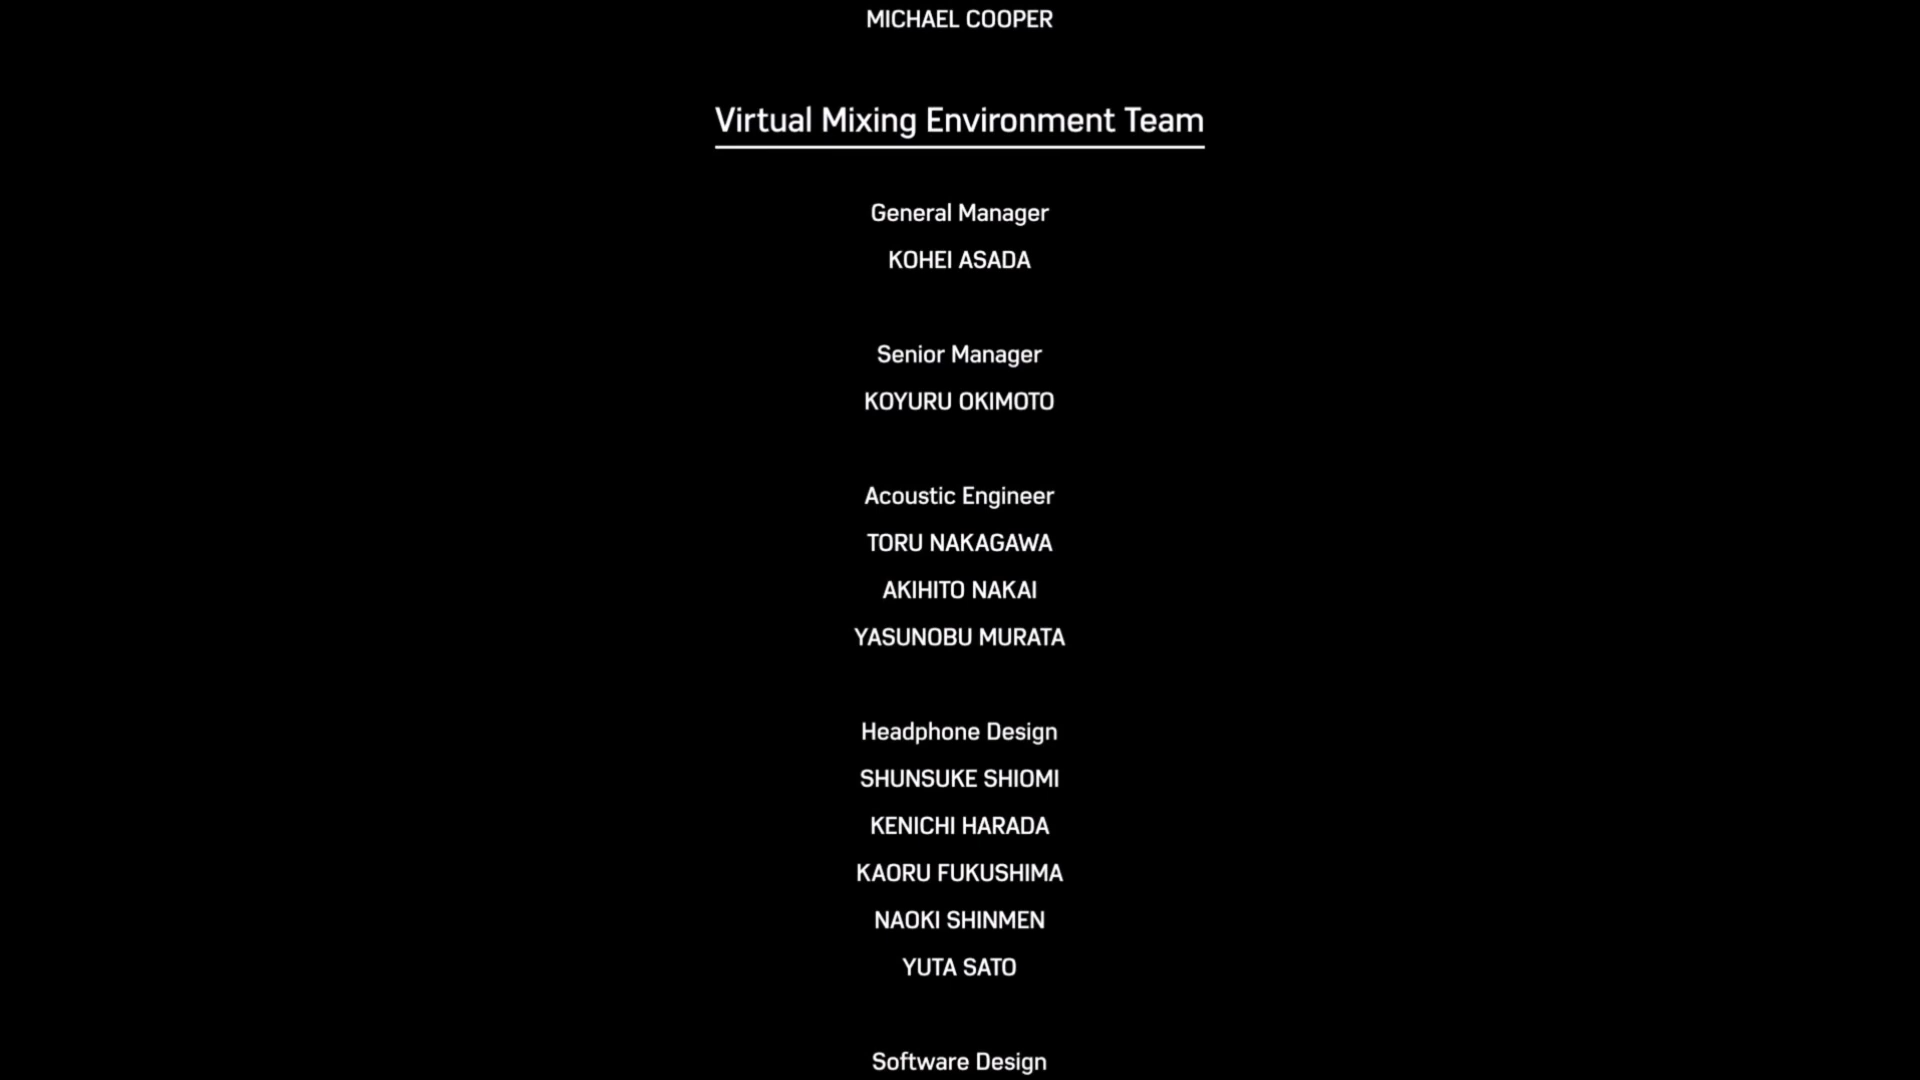 MICHAEL COOPER
Virtual Mixing Environment Team
General Manager
KOHEI ASADA
Senior Manager
KOYURU OKIMOTO
Acoustic Engineer
TORU NAKAGAWA
AKIHITO NAKAI
YASUNOBU MURATA
Headphone Design
SHUNSUKE SHIOMI
KENICHI HARADA
KAORU FUKUSHIMA
NAOKI SHINMEN
YUTA SATO
Software Design